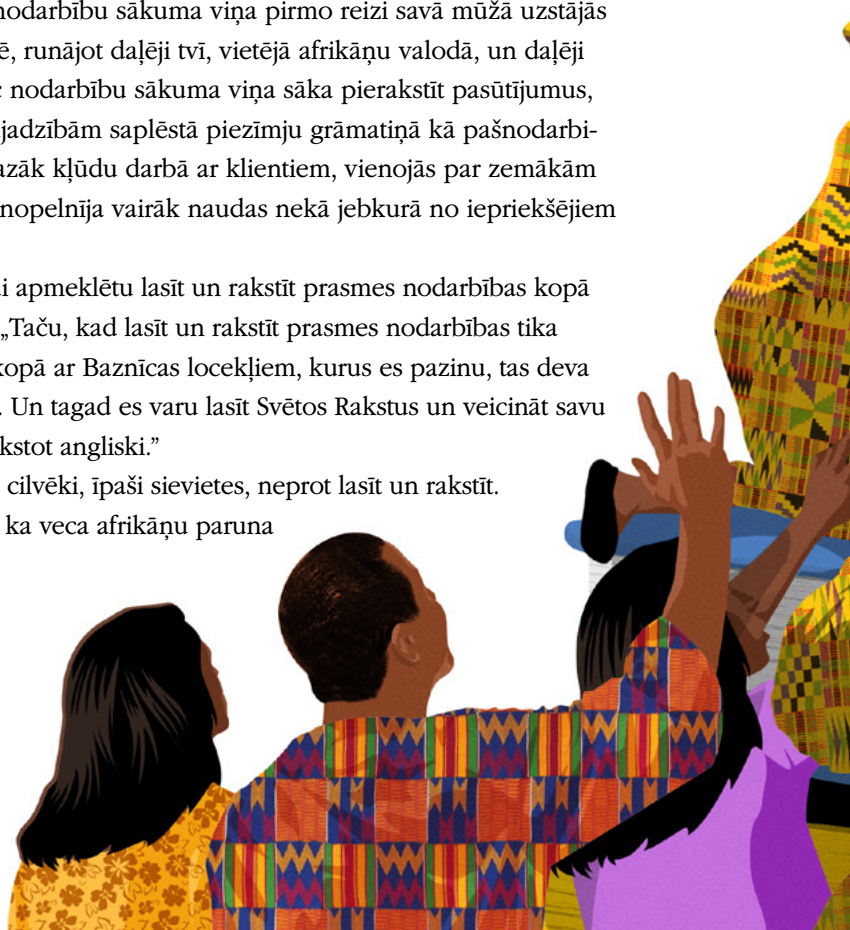 nodarbību sākuma viņa pirmo reizi savā mūžā uzstājās
ē, runājot daļēji tvī, vietējā afrikāņu valodā, un daļēji
c nodarbību sākuma viņa sāka pierakstīt pasūtījumus,
jadzībām saplēstā piezīmju grāmatiņā kā pašnodarbi-
azāk kļūdu darbā ar klientiem, vienojās par zemākām
nopelnīja vairāk naudas nekā jebkurā no iepriekšējiem
i apmeklētu lasīt un rakstīt prasmes nodarbības kopā
„Taču, kad lasīt un rakstīt prasmes nodarbības tika
kopā ar Baznīcas locekļiem, kurus es pazinu, tas deva
. Un tagad es varu lasīt Svētos Rakstus un veicināt savu
kstot angliski.”
cilvēki, īpaši sievietes, neprot lasīt un rakstīt.
ka veca afrikāņu paruna